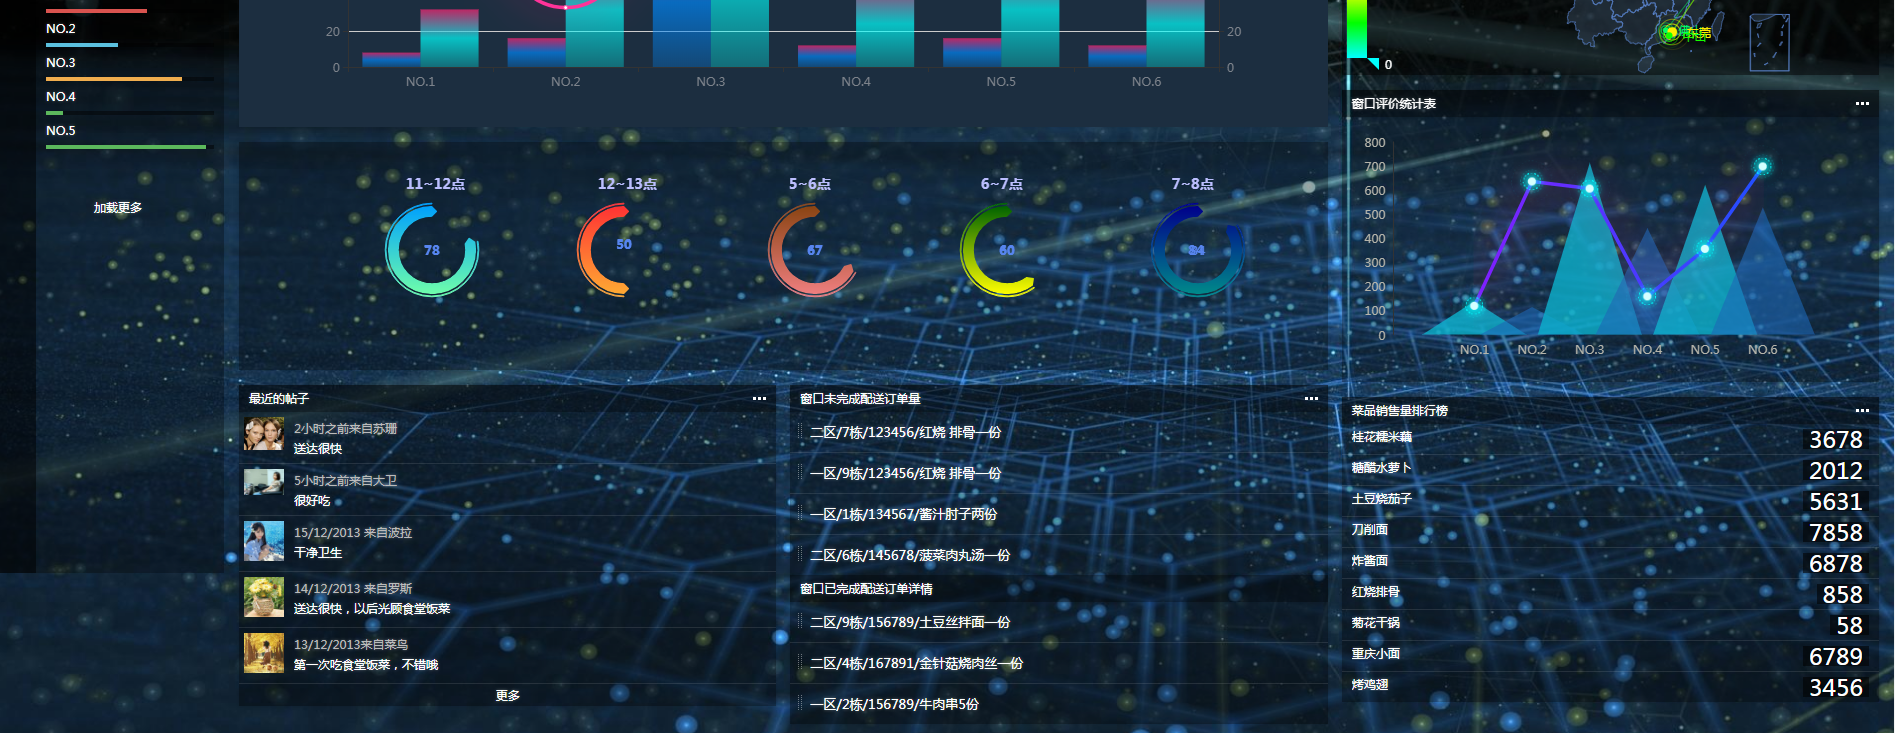 NO.2
NO.3
NO.4
NO.5
加载更多
20
0
20
0
NO.1
NO.2
NO.3
NO.4
NO.5
NO.6
东莞
0
11~12点
12~13点
5~6点
6~7点
7~8点
78
50
67
60
84
窗口评价统计表
800
700
600
500
400
300
200
100
0
NO.1
NO.2
NO.3
NO.4
NO.5
NO.6
最近的帖子
2小时之前来自苏珊
送达很快
5小时之前来自大卫
很好吃
15/12/2013 来自波拉
干净卫生
14/12/2013 来自罗斯
送达很快，以后光顾食堂饭菜
13/12/2013来自菜鸟
第一次吃食堂饭菜，不错哦
更多
窗口未完成配送订单量
二区/7栋/123456/红烧 排骨一份
一区/9栋/123456/红烧 排骨一份
一区/1栋/134567/酱汁肘子两份
二区/6栋/145678/菠菜肉丸汤一份
窗口已完成配送订单详情
二区/9栋/156789/土豆丝拌面一份
二区/4栋/167891/金针菇烧肉丝一份
一区/2栋/156789/牛肉串5份
菜品销售量排行榜
桂花糯米藕 3678
糖醋水萝卜 2012
土豆烧茄子 5631
刀削面 7858
炸酱面 6878
红烧排骨 858
菊花干锅 58
重庆小面 6789
烤鸡翅 3456